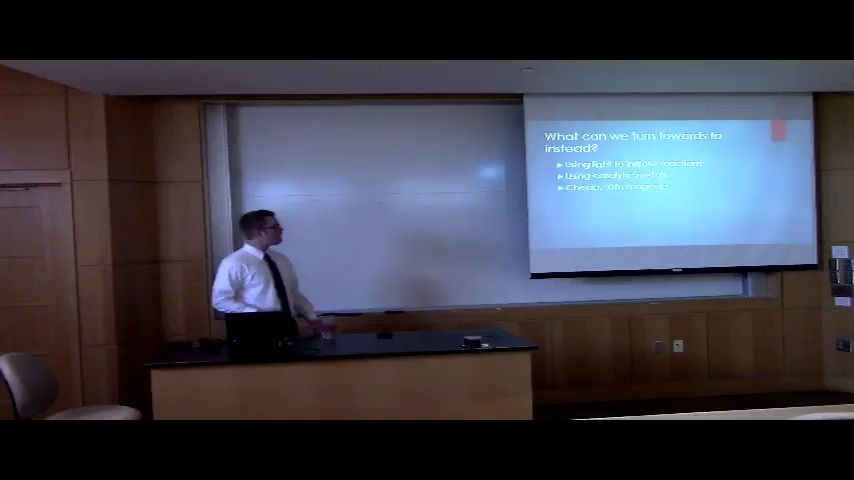 What can we turn towards to
instead?
Using light to initiate reactions
Using catalytic metals
Cheap, safe reagents